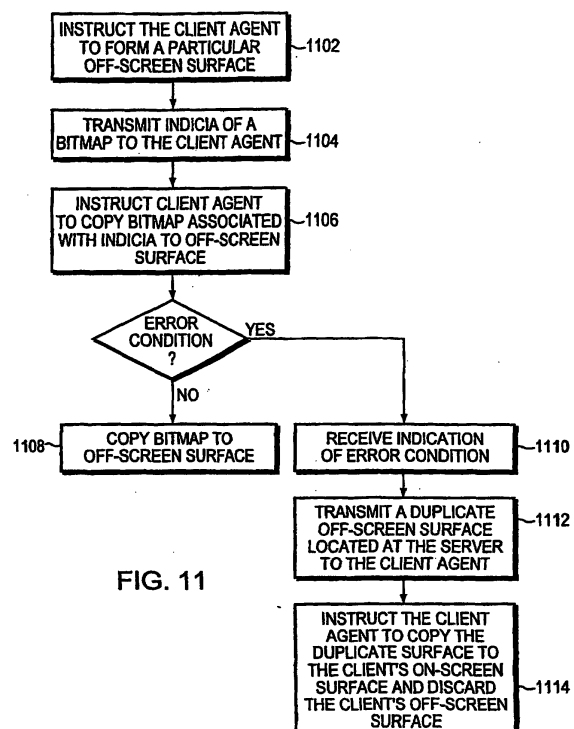 INSTRUCT THE CLIENT AGENT
TO FORM A PARTICULAR
OFF-SCREEN SURFACE
1102
TRANSMIT INDICIA OF A
BITMAP TO THE CLIENT AGENT
1104
INSTRUCT CLIENT AGENT
TO COPY BITMAP ASSOCIATED
WITH INDICIA TO OFF-SCREEN
SURFACE
1106
ERROR
CONDITION
?
YES
NO
1108
COPY BITMAP TO
OFF-SCREEN SURFACE
RECEIVE INDICATION
OF ERROR CONDITION
1110
TRANSMIT A DUPLICATE
OFF-SCREEN SURFACE
LOCATED AT THE SERVER
TO THE CLIENT AGENT
1112
FIG. 11
INSTRUCT THE CLIENT
AGENT TO COPY THE
DUPLICATE SURFACE TO
THE CLIENT'S ON-SCREEN
SURFACE AND DISCARD
THE CLIENT'S OFF-SCREEN
SURFACE
1114